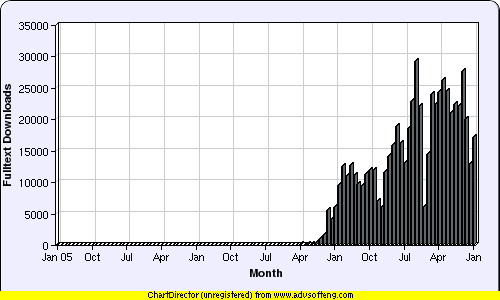 35000
30000
25000
20000
15000
10000
5000
0
Fulltext Downloads
Jan 05 Oct Jul Apr Jan Oct Jul Apr Jan Oct Jul Apr Jan
Month
ChartDirector (unregistered) from www.advsofteng.com